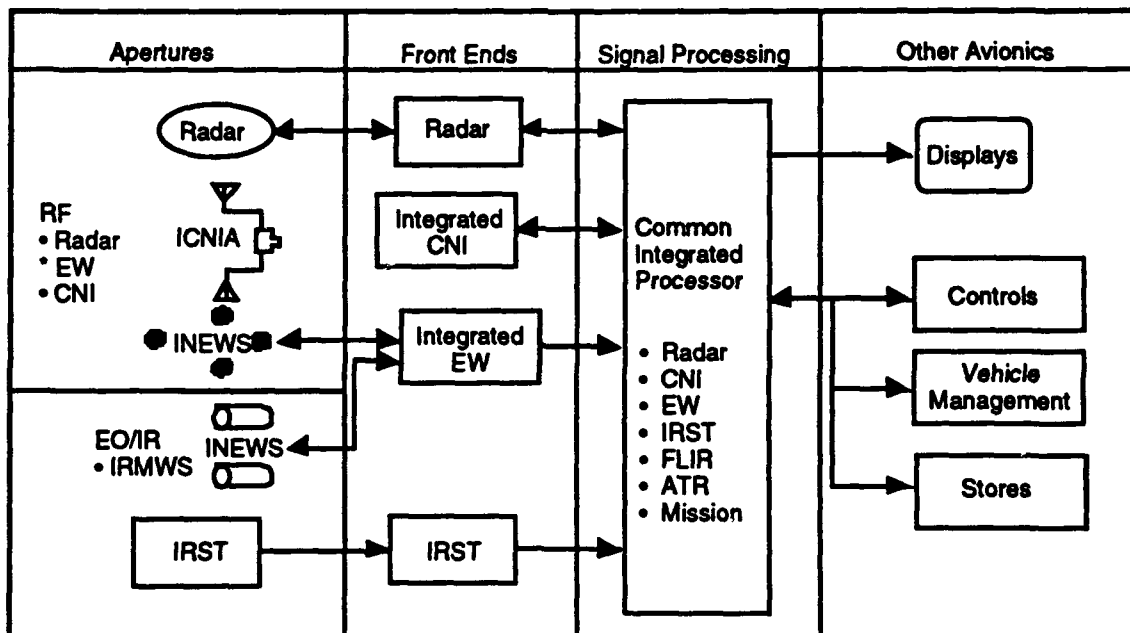 Apertures
Front Ends
Signal Processing
Other Avionics
RF
• Radar
* EW
• CNI
Radar
ICNIA
INEWS
EO/IR
• IRMWS
INEWS
IRST
Radar
Integrated
CNI
Integrated
EW
IRST
Common
Integrated
Processor
• Radar
• CNI
• EW
• IRST
• FLIR
• ATR
• Mission
Displays
Controls
Vehicle
Management
Stores